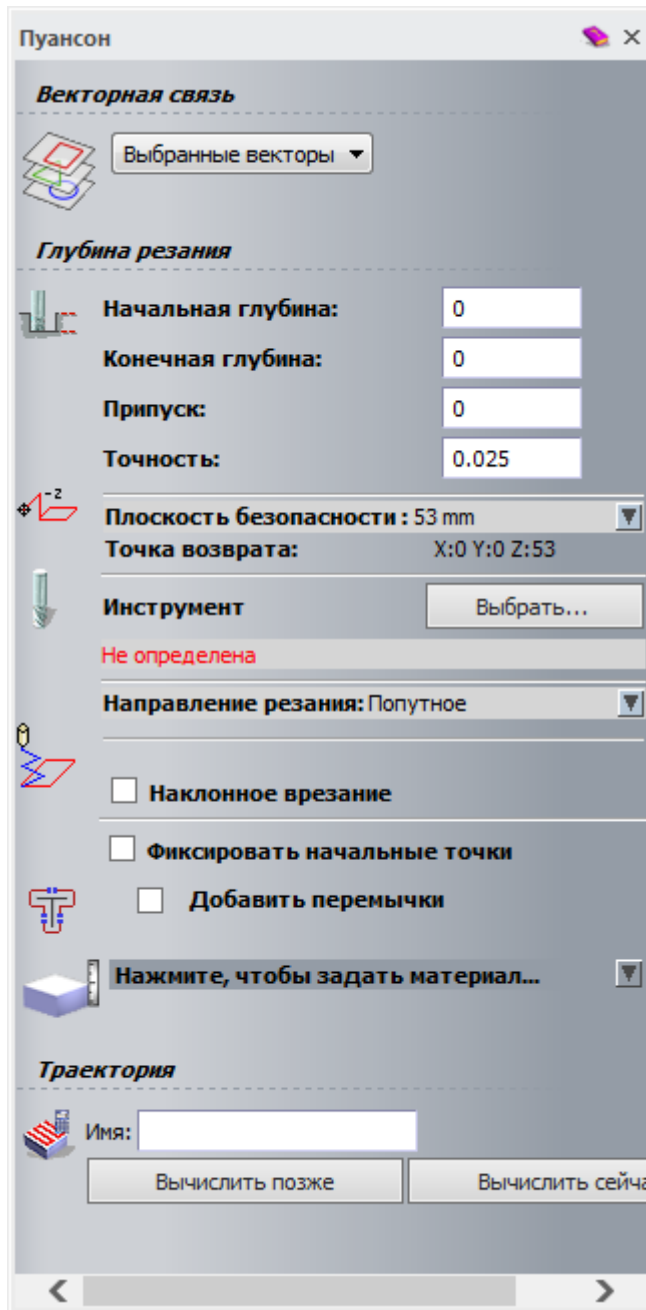 Пуансон
Векторная связь
Выбранные векторы
Глубина резания
Начальная глубина: 0
Конечная глубина: 0
Припуск: 0
Точность: 0.025
-Z
Плоскость безопасности : 53 mm
Точка возврата: X:0 Y:0 Z:53
Инструмент Выбрать...
Не определена
Направление резания: Попутное
Наклонное врезание
Фиксировать начальные точки
Добавить перемычки
Нажмите, чтобы задать материал...
Траектория
Имя:
Вычислить позже Вычислить сейча